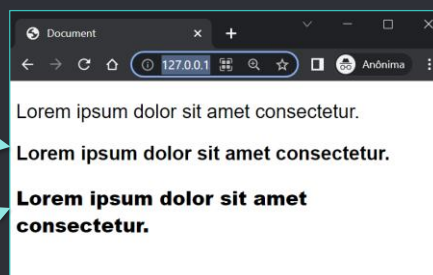 Document
127.0.0.1 Anônima
Lorem ipsum dolor sit amet consectetur.
Lorem ipsum dolor sit amet consectetur.
Lorem ipsum dolor sit amet
consectetur.